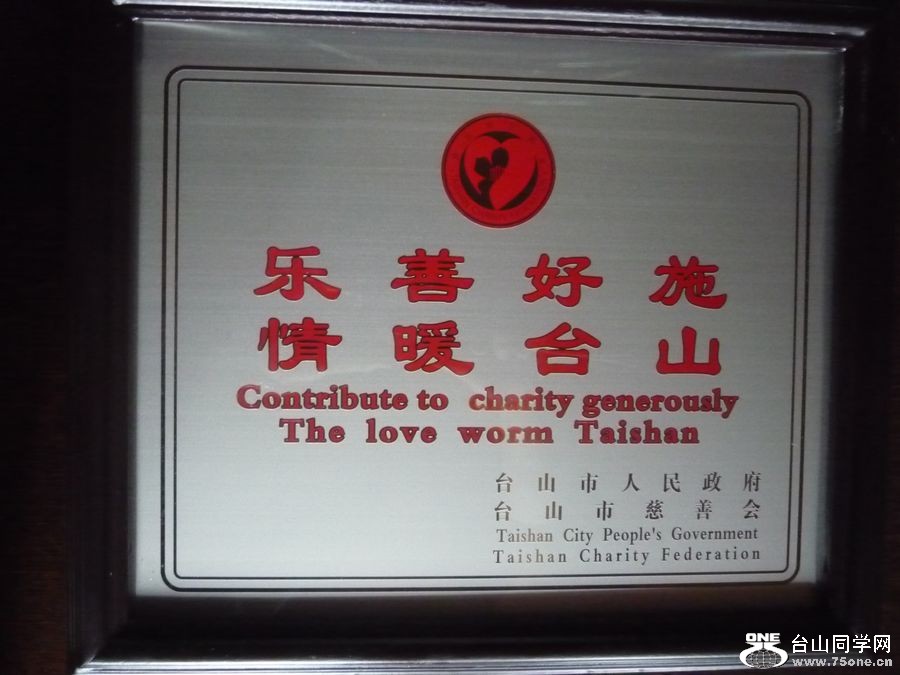 乐善好施
情暖台山
Contribute to charity generously
The love worm Taishan
台山市人民政府
台山市慈善会
Taishan City People's Government
Taishan Charity Federation
ONE
台山同学网
www.75one.cn